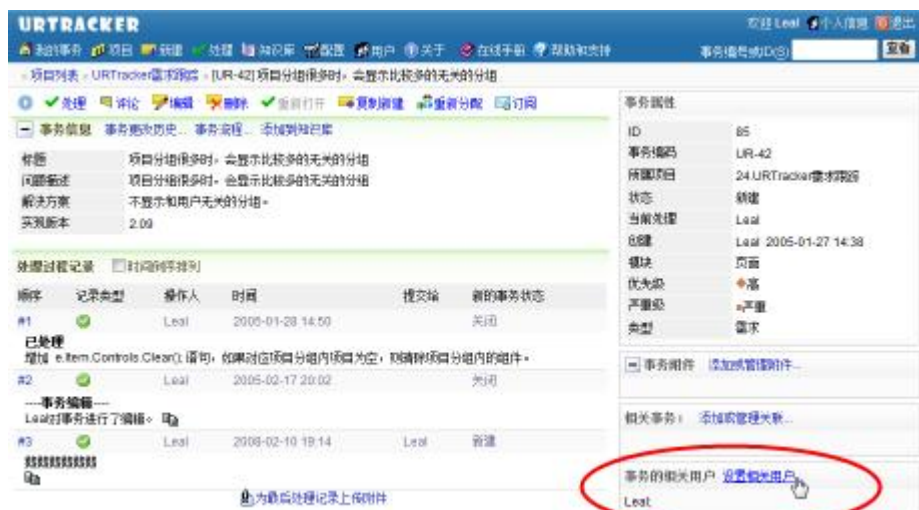 URTRACKER
欢迎 Leal 个人信息 退出
我的事务 项目 新建 处理 知识库 配置 用户 关于 在线手册 帮助和支持 事务编号或ID(S) 查看
项目列表 URTracker需求跟踪 [UR-42]项目分组很多时，会显示比较多的无关的分组
处理 评论 编辑 删除 重新打开 复制新建 重新分配 订阅
事务信息 事务更改历史... 事务流程... 添加到知识库
标题 项目分组很多时，会显示比较多的无关的分组
问题描述 项目分组很多时，会显示比较多的无关的分组
解决方案 不显示和用户无关的分组。
实现版本 2.09
处理过程记录 时间倒序排列
顺序 记录类型 操作人 时间 提交给 新的事务状态
#1 Leal 2005-01-28 14:50 关闭
已处理
增加 e.Item.Controls.Clear(); 语句，如果对应项目分组内项目为空，则清除项目分组内的组件。
#2 Leal 2005-02-17 20:02 关闭
----事务编辑----
Leal对事务进行了编辑。
#3 Leal 2006-02-10 19:14 Leal 新建
为最后处理记录上传附件
事务属性
ID 85
事务编码 UR-42
所属项目 24.URTracker需求跟踪
状态 新建
当前处理 Leal
创建 Leal 2005-01-27 14:38
模块 页面
优先级 高
严重级 严重
类型 需求
事务附件 添加或管理附件...
相关事务： 添加或管理关联...
事务的相关用户 设置相关用户...
Leal